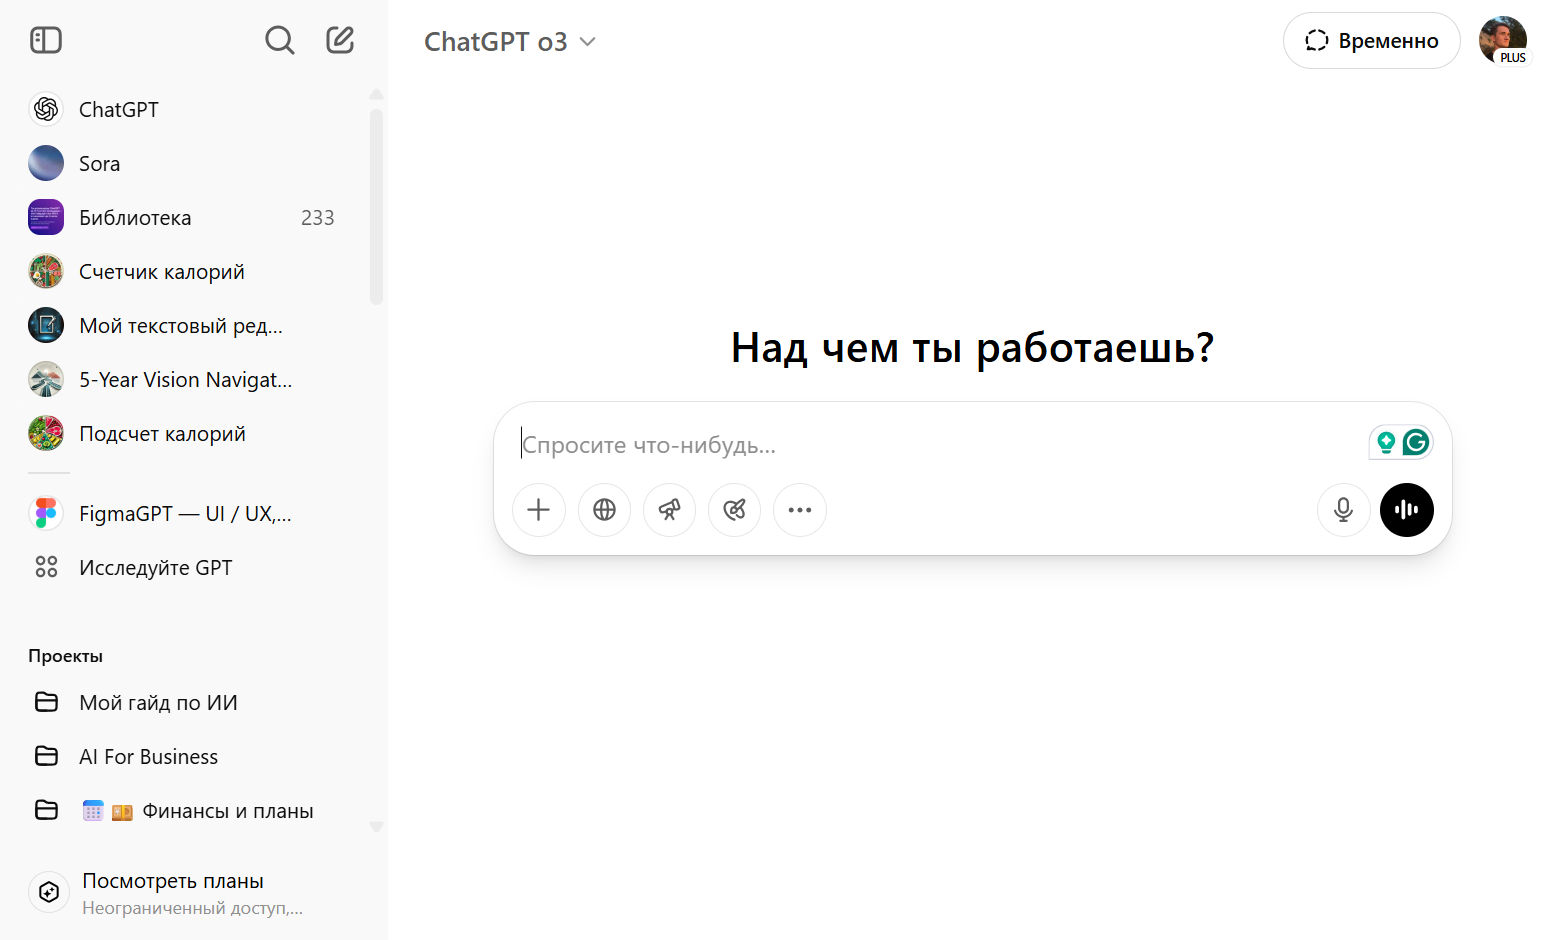 ChatGPT o3
Временно
PLUS
ChatGPT
Sora
Библиотека 233
Счетчик калорий
Мой текстовый ред...
5-Year Vision Navigat...
Подсчет калорий
FigmaGPT — UI / UX,...
Исследуйте GPT
Проекты
Мой гайд по ИИ
AI For Business
Финансы и планы
Посмотреть планы
Неограниченный доступ,...
Над чем ты работаешь?
Спросите что-нибудь...